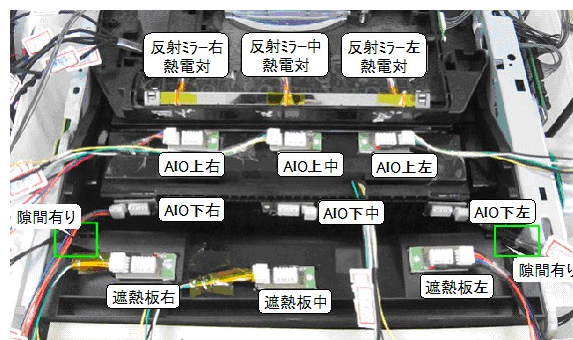 反射ﾐﾗｰ右
熱電対
反射ﾐﾗｰ中
熱電対
反射ﾐﾗｰ左
熱電対
AIO上右
AIO上中
AIO上左
隙間有り
AIO下右
AIO下中
AIO下左
隙間有り
遮熱板右
遮熱板中
遮熱板左